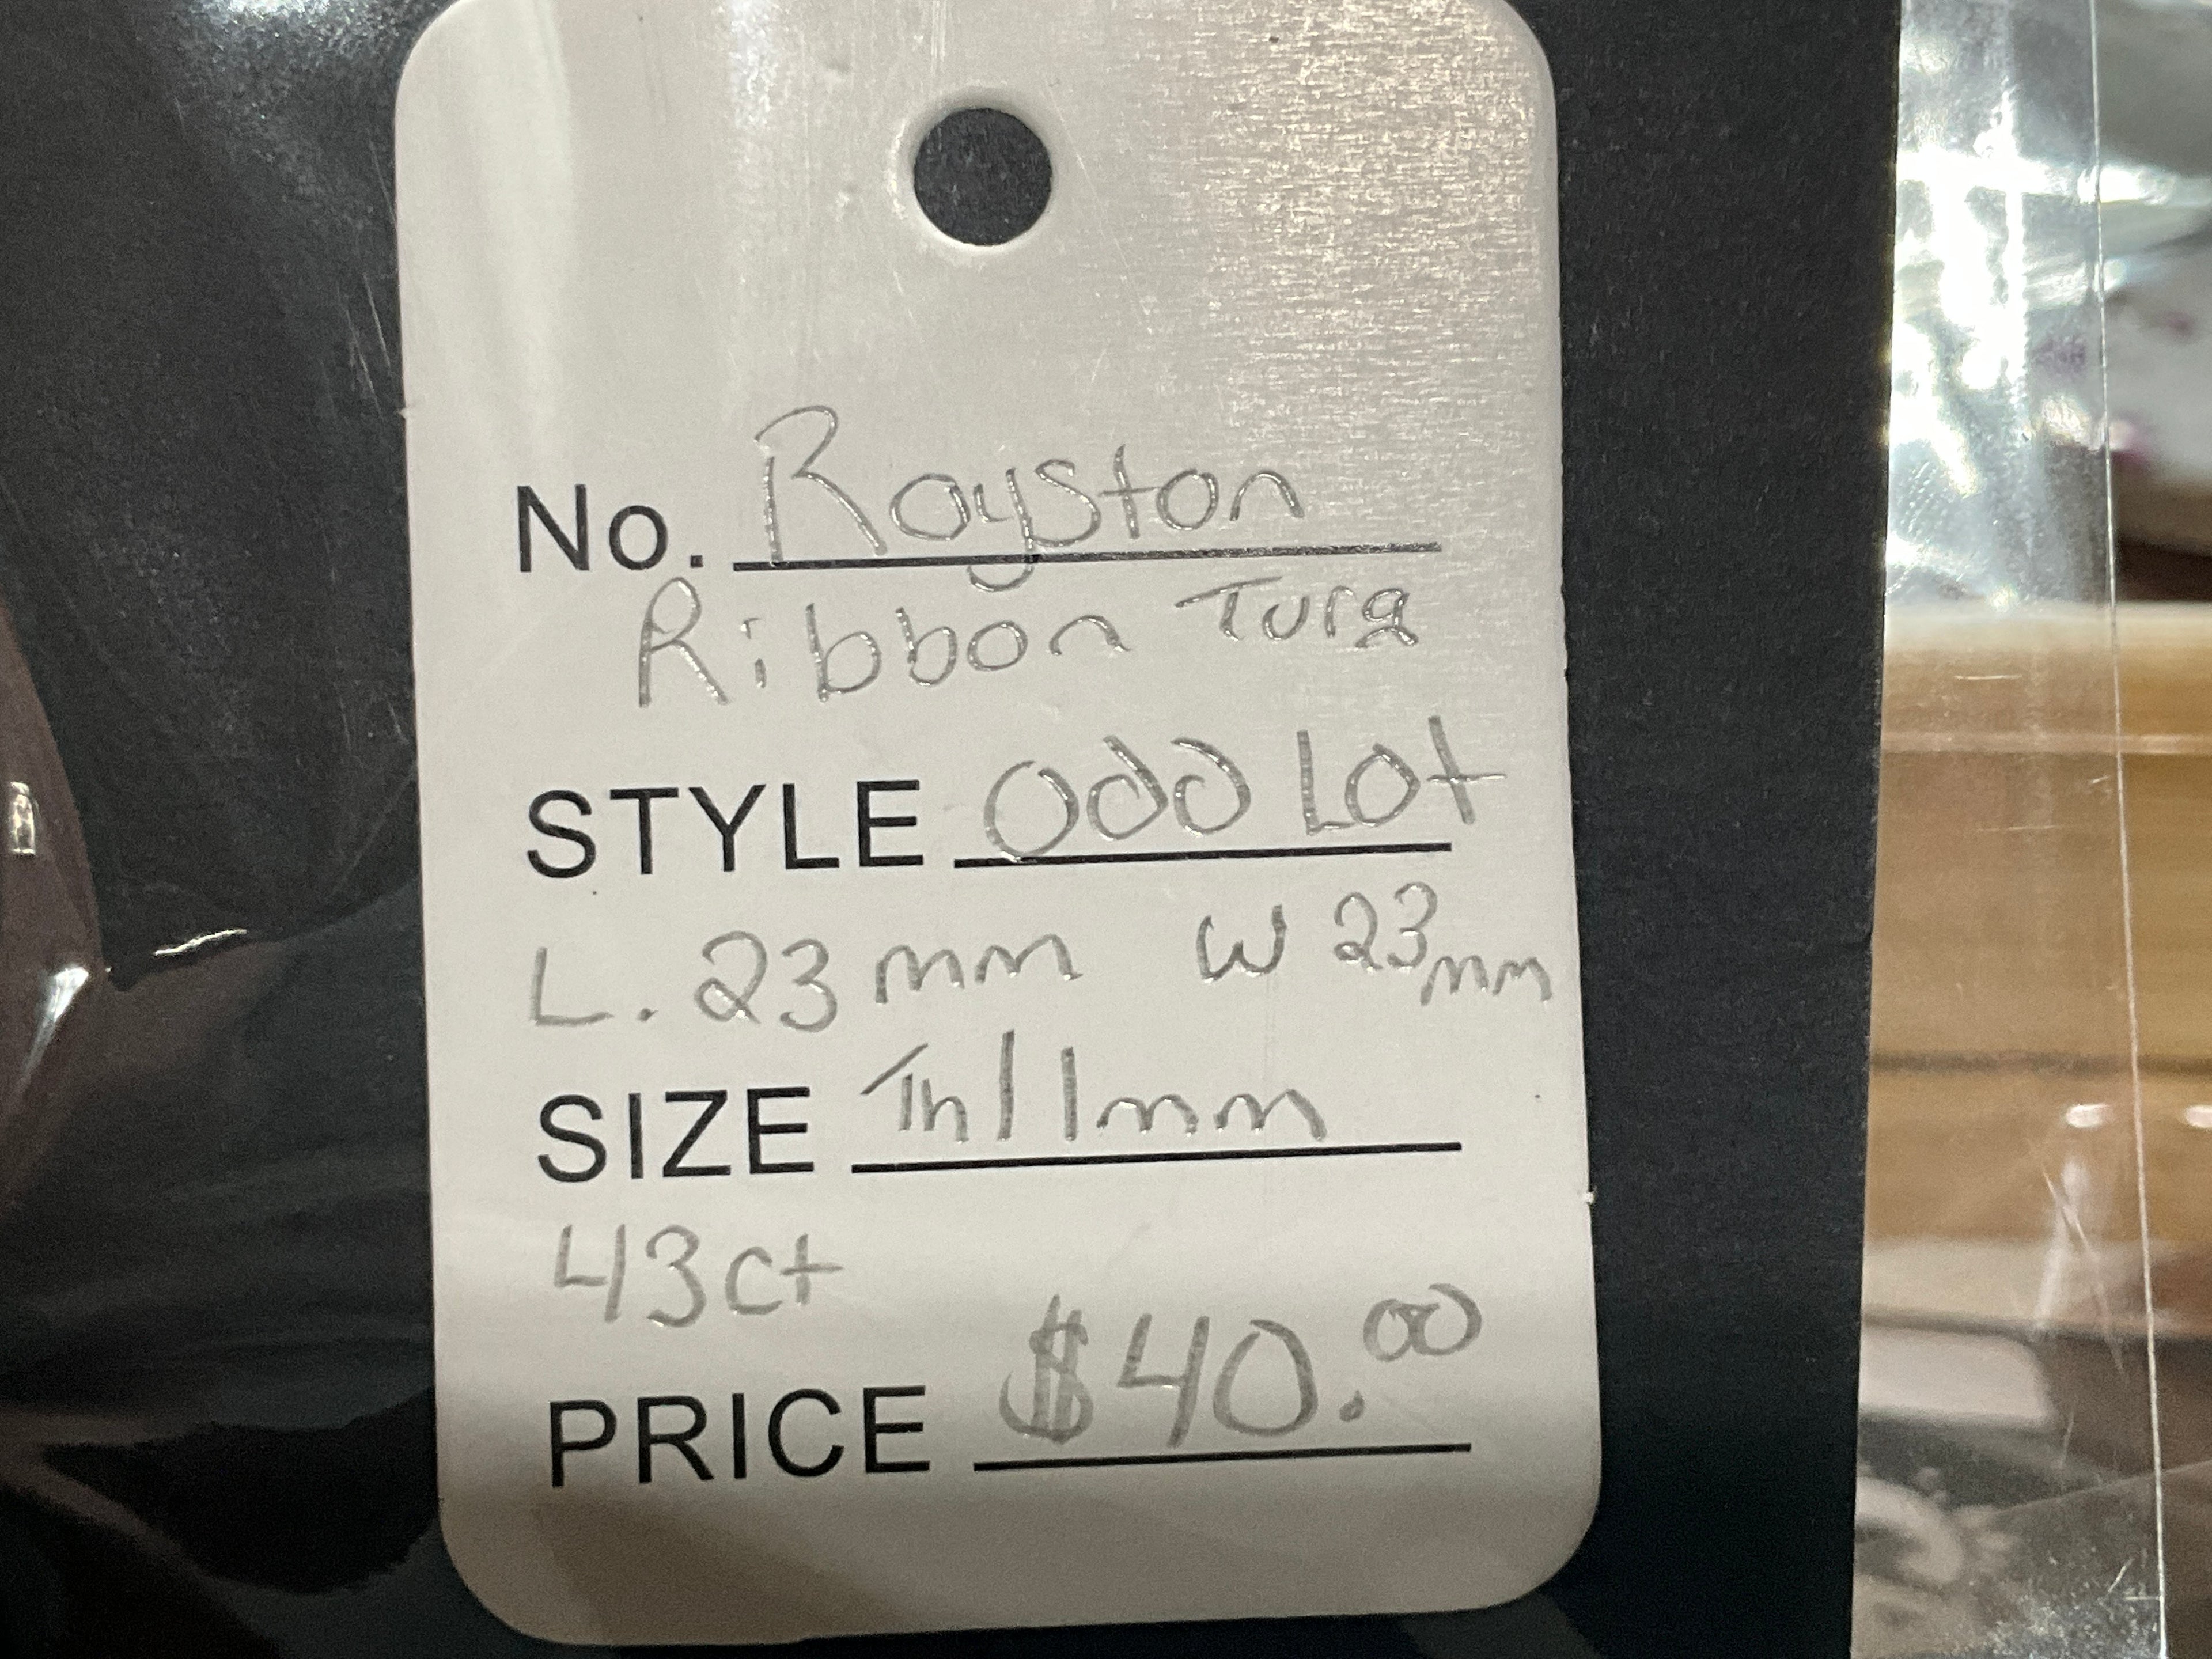 No. Royston
Ribbon Turq
STYLE Odd Lot
L. 23mm W 23mm
SIZE Th 11mm
43ct
PRICE $40.00